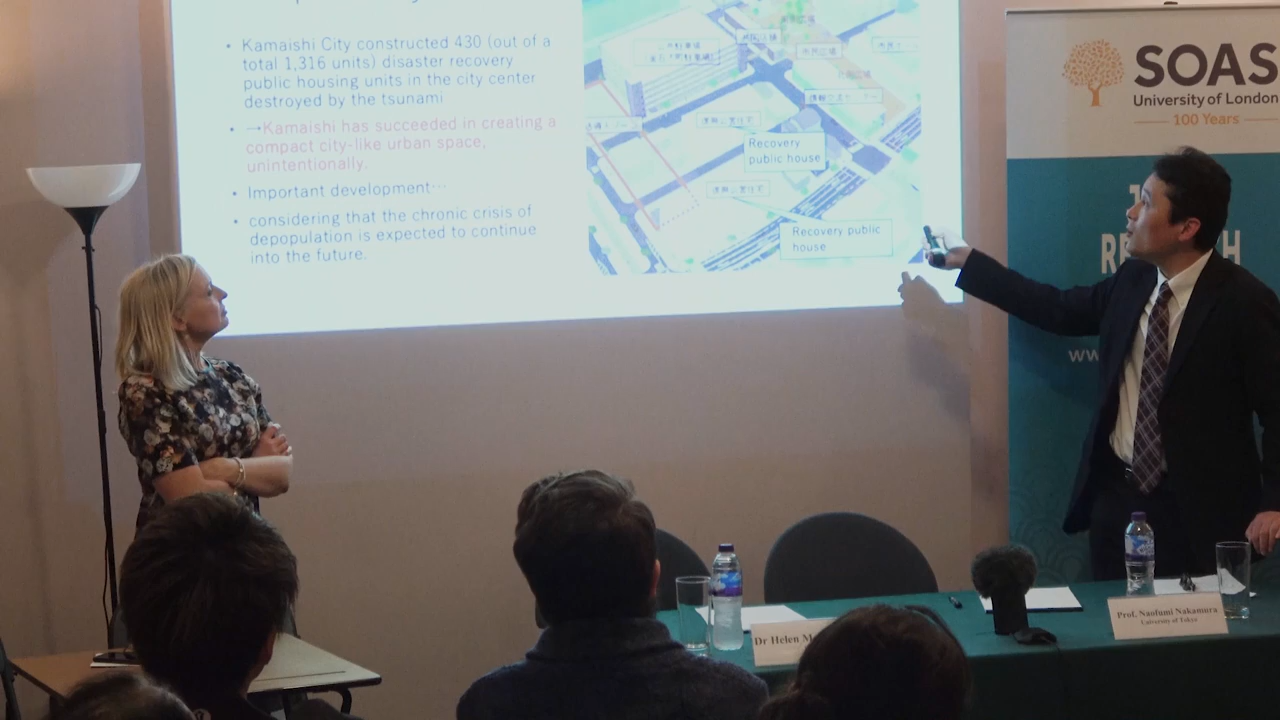 • Kamaishi City constructed 430 (out of a
total 1,316 units) disaster recovery
public housing units in the city center
destroyed by the tsunami
• →Kamaishi has succeeded in creating a
compact city-like urban space,
unintentionally.
• Important development…
• considering that the chronic crisis of
depopulation is expected to continue
into the future.
Recovery
public house
Recovery public
house
SOAS
University of London
100 Years
Dr Helen
Prof. Naofumi Nakamura
University of Tokyo